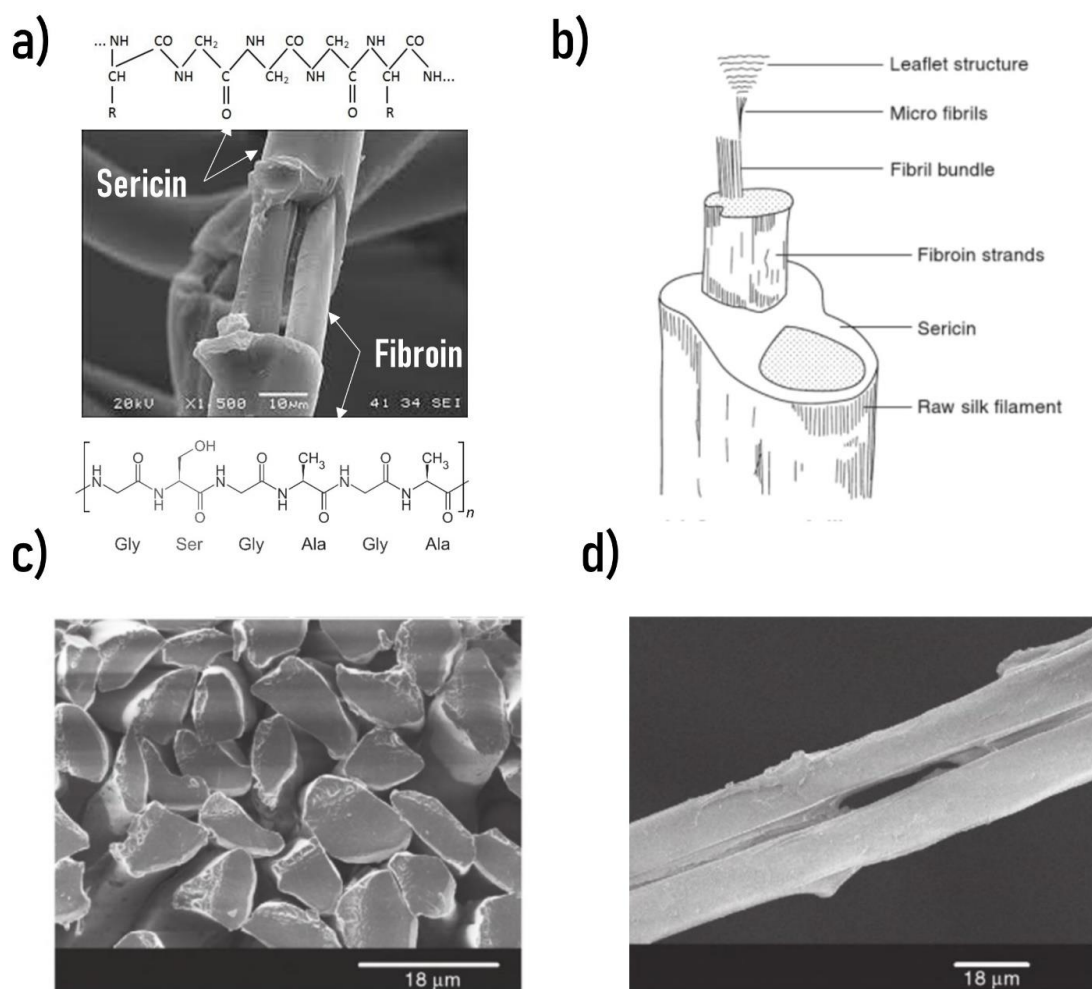 a)
... NH CO CH₂ NH CO CH₂ NH CO
CH NH C CH₂ NH C CH NH...
R O O R
Sericin
Fibroin
20kV X1,500 10μm 41 34 SEI
OH
H O H O CH₃ H O CH₃
N N N N N N n
H O H O H O
Gly Ser Gly Ala Gly Ala
b)
Leaflet structure
Micro fibrils
Fibril bundle
Fibroin strands
Sericin
Raw silk filament
c)
18 μm
d)
18 μm